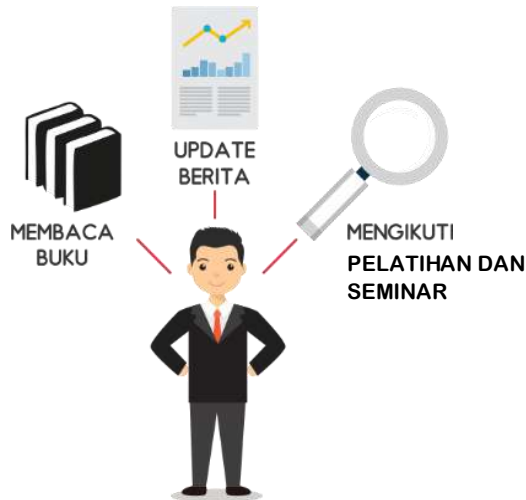 UPDATE
BERITA
MEMBACA
BUKU
MENGIKUTI
PELATIHAN DAN
SEMINAR